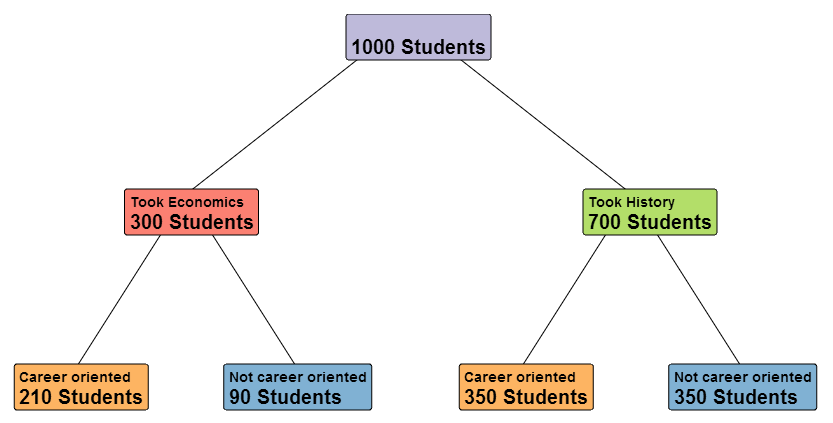 1000 Students
Took Economics
300 Students
Took History
700 Students
Career oriented
210 Students
Not career oriented
90 Students
Career oriented
350 Students
Not career oriented
350 Students